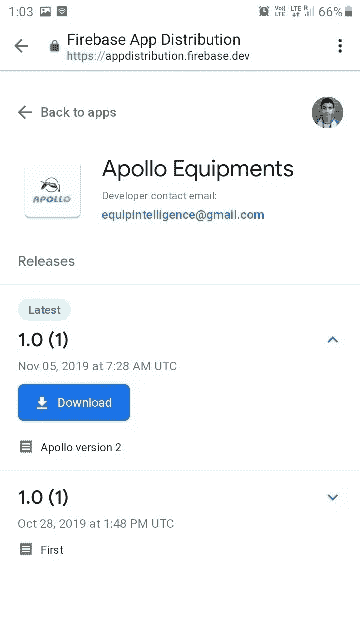 1:03 66%
Firebase App Distribution
https://appdistribution.firebase.dev
Back to apps
Apollo Equipments
Developer contact email:
APOLLO
equipintelligence@gmail.com
Releases
Latest
1.0 (1)
Nov 05, 2019 at 7:28 AM UTC
Download
Apollo version 2
1.0 (1)
Oct 28, 2019 at 1:48 PM UTC
First